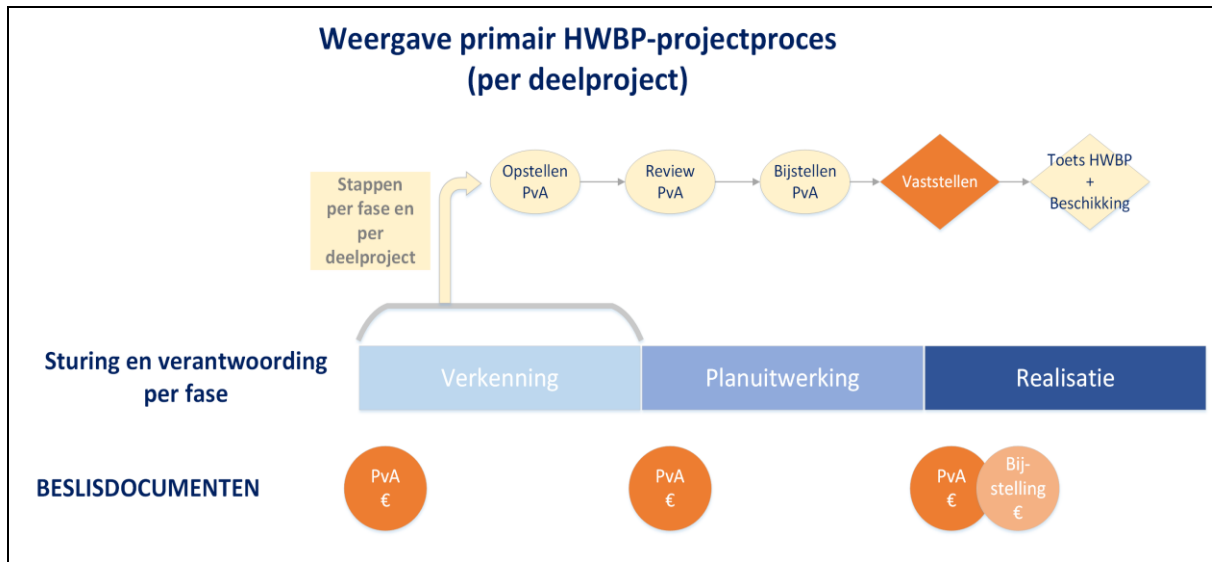 Weergave primair HWBP-projectproces
(per deelproject)
Stappen
per fase en
per
deelproject
Opstellen
PvA
Review
PvA
Bijstellen
PvA
Vaststellen
Toets HWBP
+
Beschikking
Sturing en verantwoording
per fase
Verkenning
Planuitwerking
Realisatie
BESLISDOCUMENTEN
PvA
€
PvA
€
PvA
€
Bij-
stelling
€